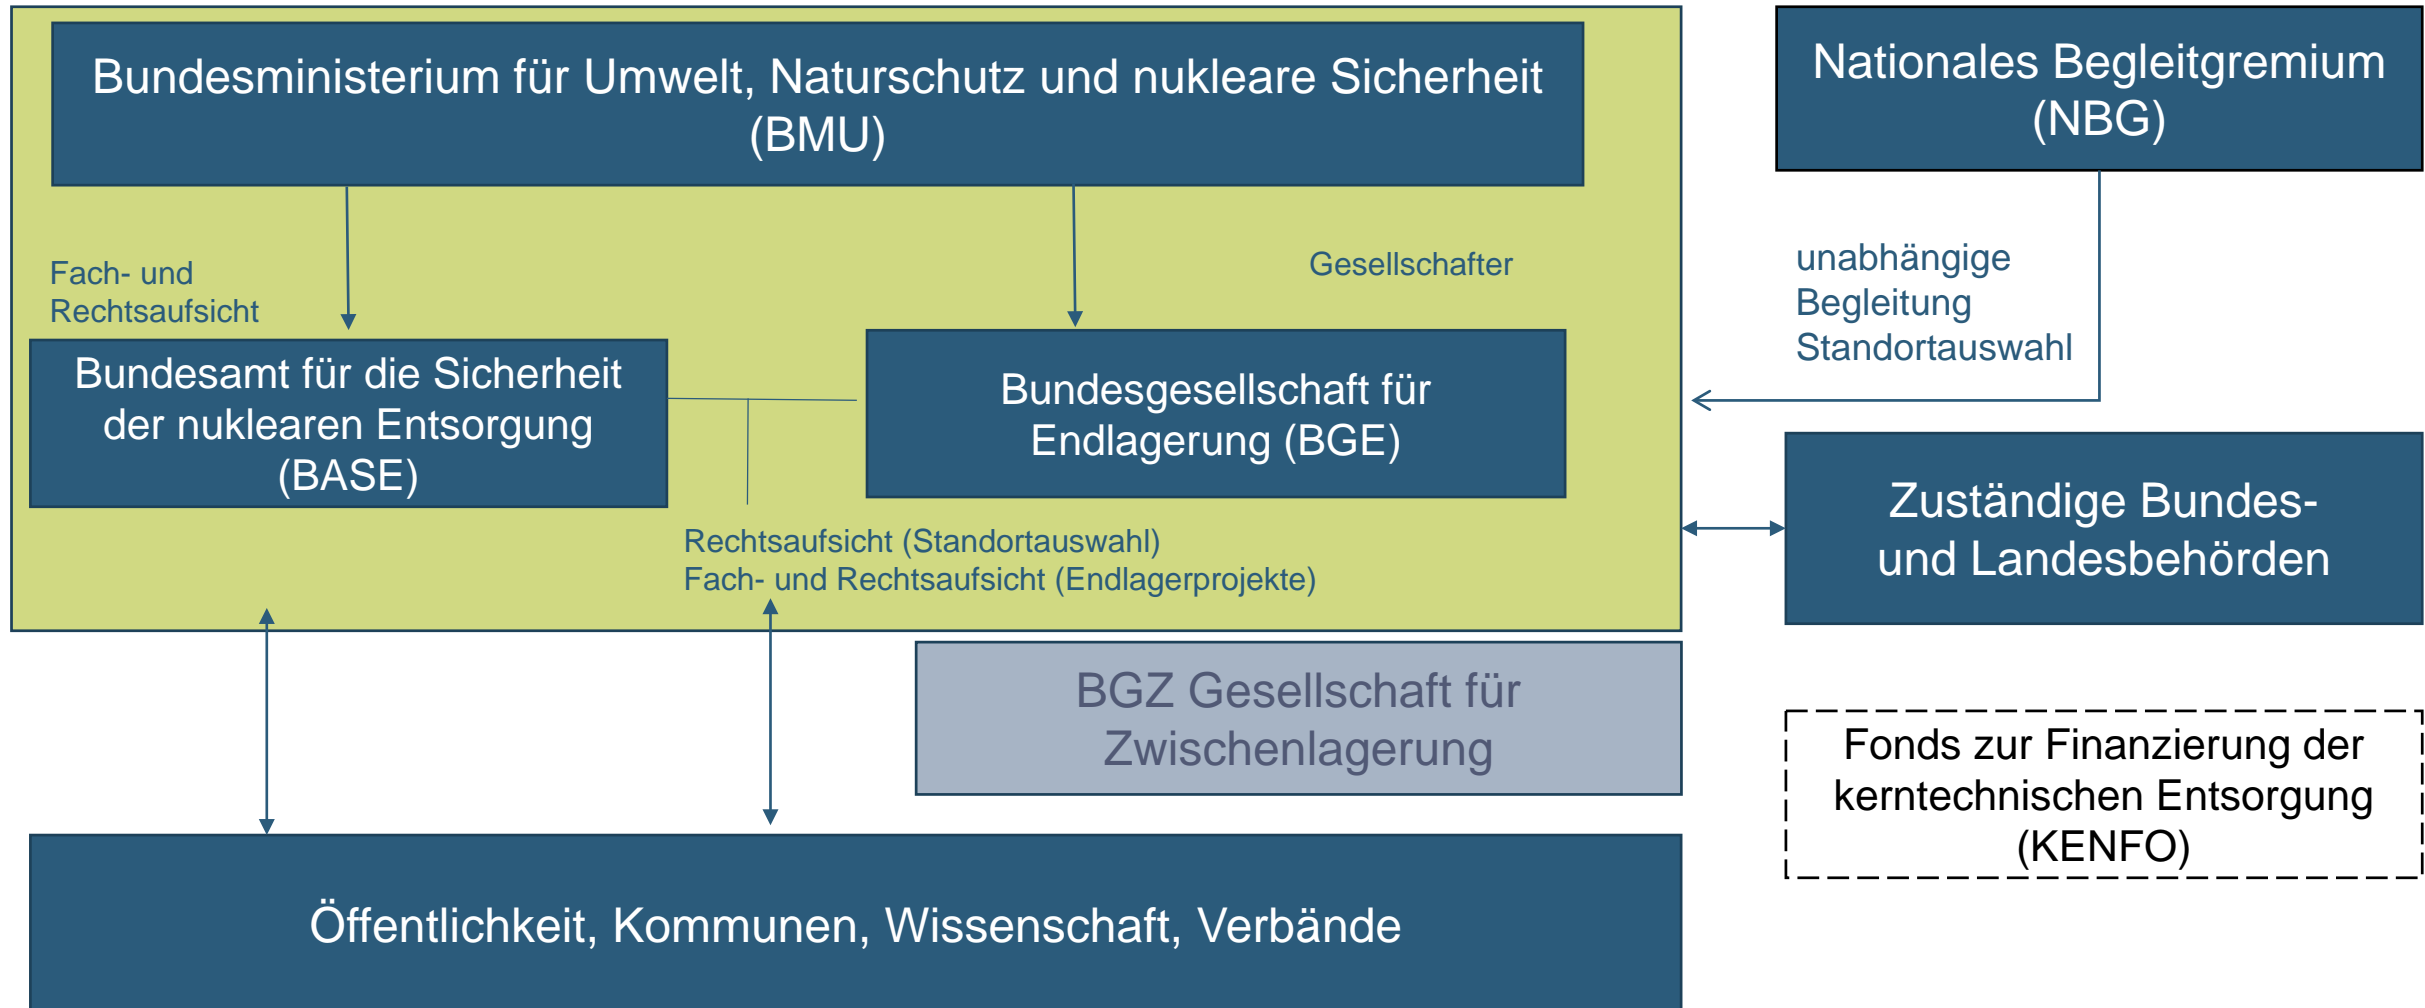 Bundesministerium für Umwelt, Naturschutz und nukleare Sicherheit
(BMU)
Nationales Begleitgremium
(NBG)
Fach- und
Rechtsaufsicht
Gesellschafter
unabhängige
Begleitung
Standortauswahl
Bundesamt für die Sicherheit
der nuklearen Entsorgung
(BASE)
Bundesgesellschaft für
Endlagerung (BGE)
Rechtsaufsicht (Standortauswahl)
Fach- und Rechtsaufsicht (Endlagerprojekte)
Zuständige Bundes-
und Landesbehörden
BGZ Gesellschaft für
Zwischenlagerung
Fonds zur Finanzierung der
kerntechnischen Entsorgung
(KENFO)
Öffentlichkeit, Kommunen, Wissenschaft, Verbände